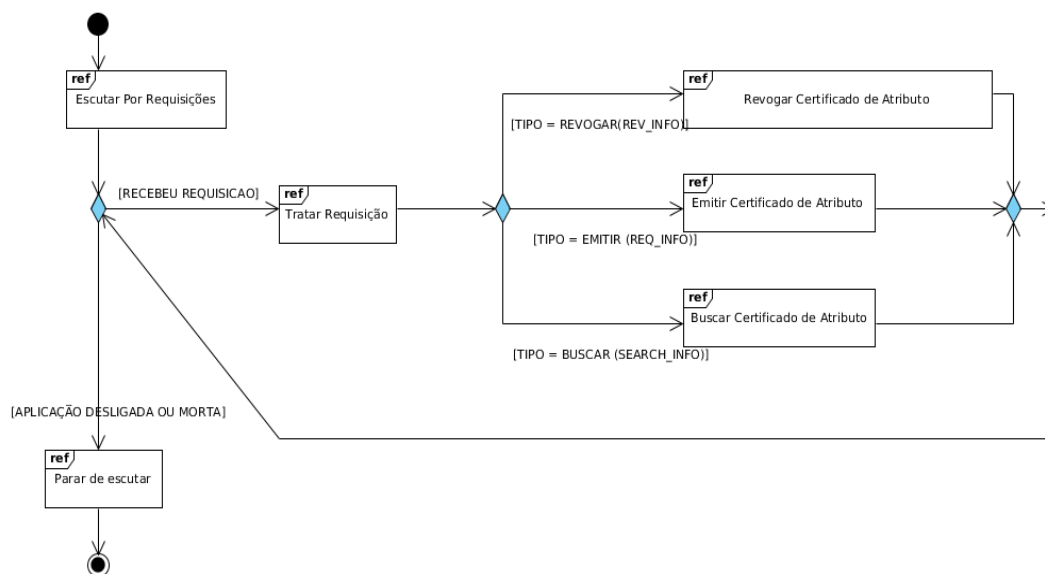 ref
Escutar Por Requisições
ref
Revogar Certificado de Atributo
[TIPO = REVOGAR(REV_INFO)]
[RECEBEU REQUISICAO]
ref
Tratar Requisição
ref
Emitir Certificado de Atributo
[TIPO = EMITIR (REQ_INFO)]
ref
Buscar Certificado de Atributo
[TIPO = BUSCAR (SEARCH_INFO)]
[APLICAÇÃO DESLIGADA OU MORTA]
ref
Parar de escutar